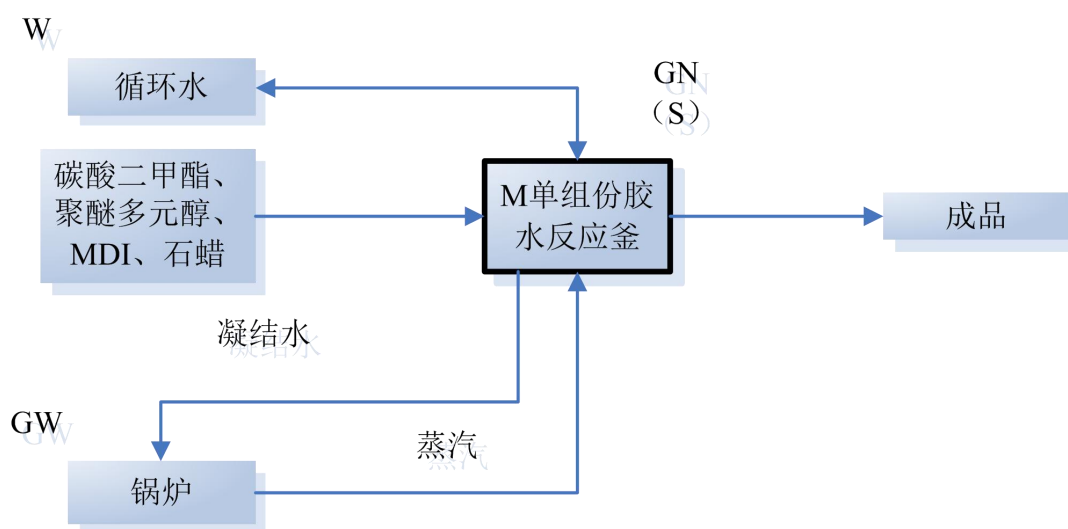 W
循环水
GN
（S）
碳酸二甲酯、
聚醚多元醇、
MDI、石蜡
M单组份胶
水反应釜
成品
凝结水
GW
蒸汽
锅炉